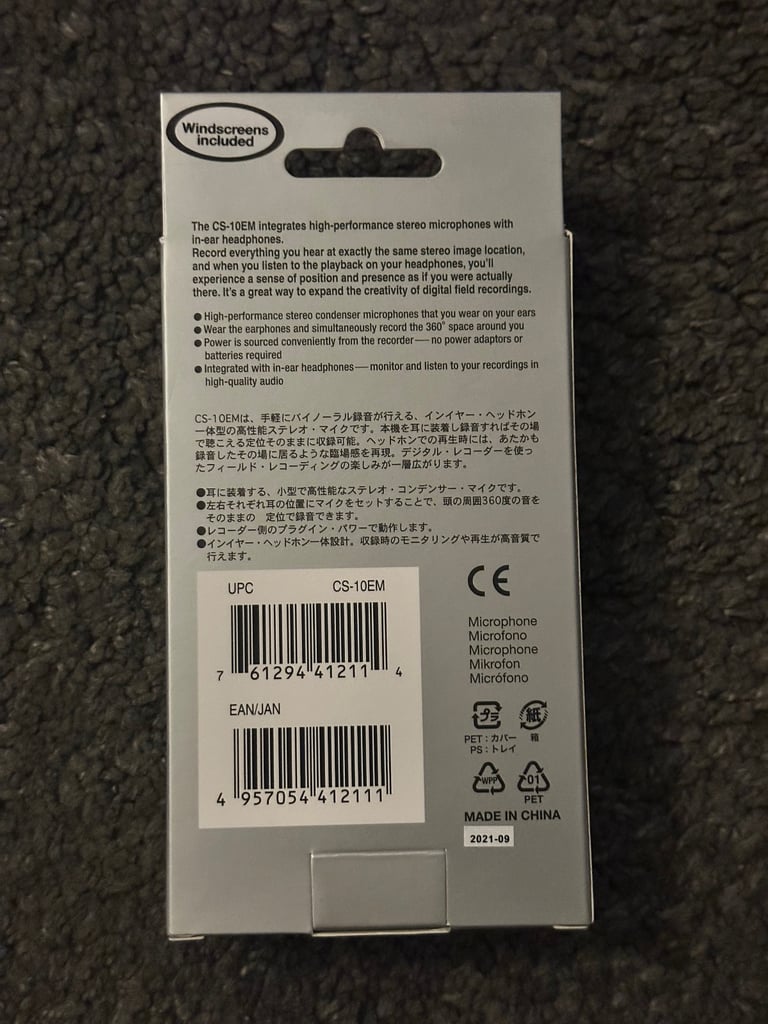 Windscreens
included
The CS-10EM integrates high-performance stereo microphones with
in-ear headphones.
Record everything you hear at exactly the same stereo image location,
and when you listen to the playback on your headphones, you'll
experience a sense of position and presence as if you were actually
there. It's a great way to expand the creativity of digital field recordings.
● High-performance stereo condenser microphones that you wear on your ears
● Wear the earphones and simultaneously record the 360° space around you
● Power is sourced conveniently from the recorder — no power adaptors or
batteries required
● Integrated with in-ear headphones — monitor and listen to your recordings in
high-quality audio
CS-10EMは、手軽にバイノーラル録音が行える、インイヤー・ヘッドホン
一体型の高性能ステレオ・マイクです。本機を耳に装着し録音すればその場
で聴こえる定位そのままに収録可能。ヘッドホンでの再生時には、あたかも
録音したその場に居るような臨場感を再現。デジタル・レコーダーを使っ
たフィールド・レコーディングの楽しみが一層広がります。
●耳に装着する、小型で高性能なステレオ・コンデンサー・マイクです。
●左右それぞれ耳の位置にマイクをセットすることで、頭の周囲360度の音を
そのままの 定位で録音できます。
●レコーダー側のプラグイン・パワーで動作します。
●インイヤー・ヘッドホン一体設計。収録時のモニタリングや再生が高音質で
行えます。
UPC CS-10EM
7 61294 41211 4
EAN/JAN
4 957054 412111
CE
Microphone
Microfono
Microphone
Mikrofon
Micrófono
プラ 紙
PET：カバー 箱
PS：トレイ
WPP 01
PET
MADE IN CHINA
2021-09